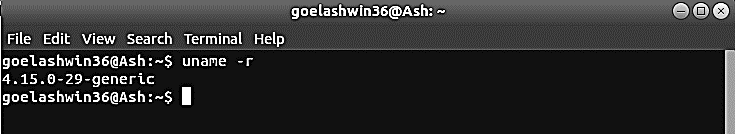 goelashwin36@Ash: ~
File Edit View Search Terminal Help
goelashwin36@Ash:~$ uname -r
4.15.0-29-generic
goelashwin36@Ash:~$